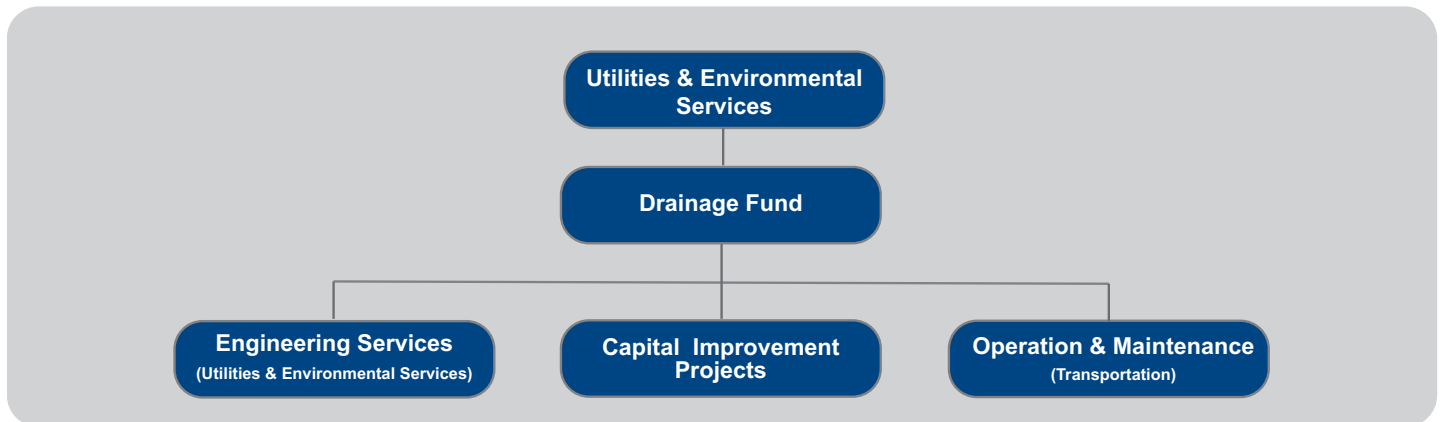 Utilities & Environmental
Services
Drainage Fund
Engineering Services
(Utilities & Environmental Services)
Capital Improvement
Projects
Operation & Maintenance
(Transportation)